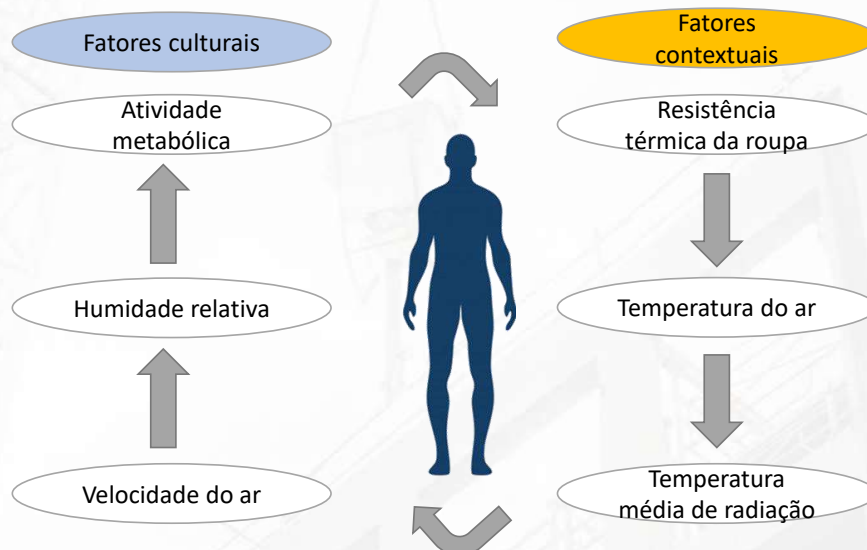 Fatores culturais
Atividade
metabólica
Humidade relativa
Velocidade do ar
Fatores
contextuais
Resistência
térmica da roupa
Temperatura do ar
Temperatura
média de radiação